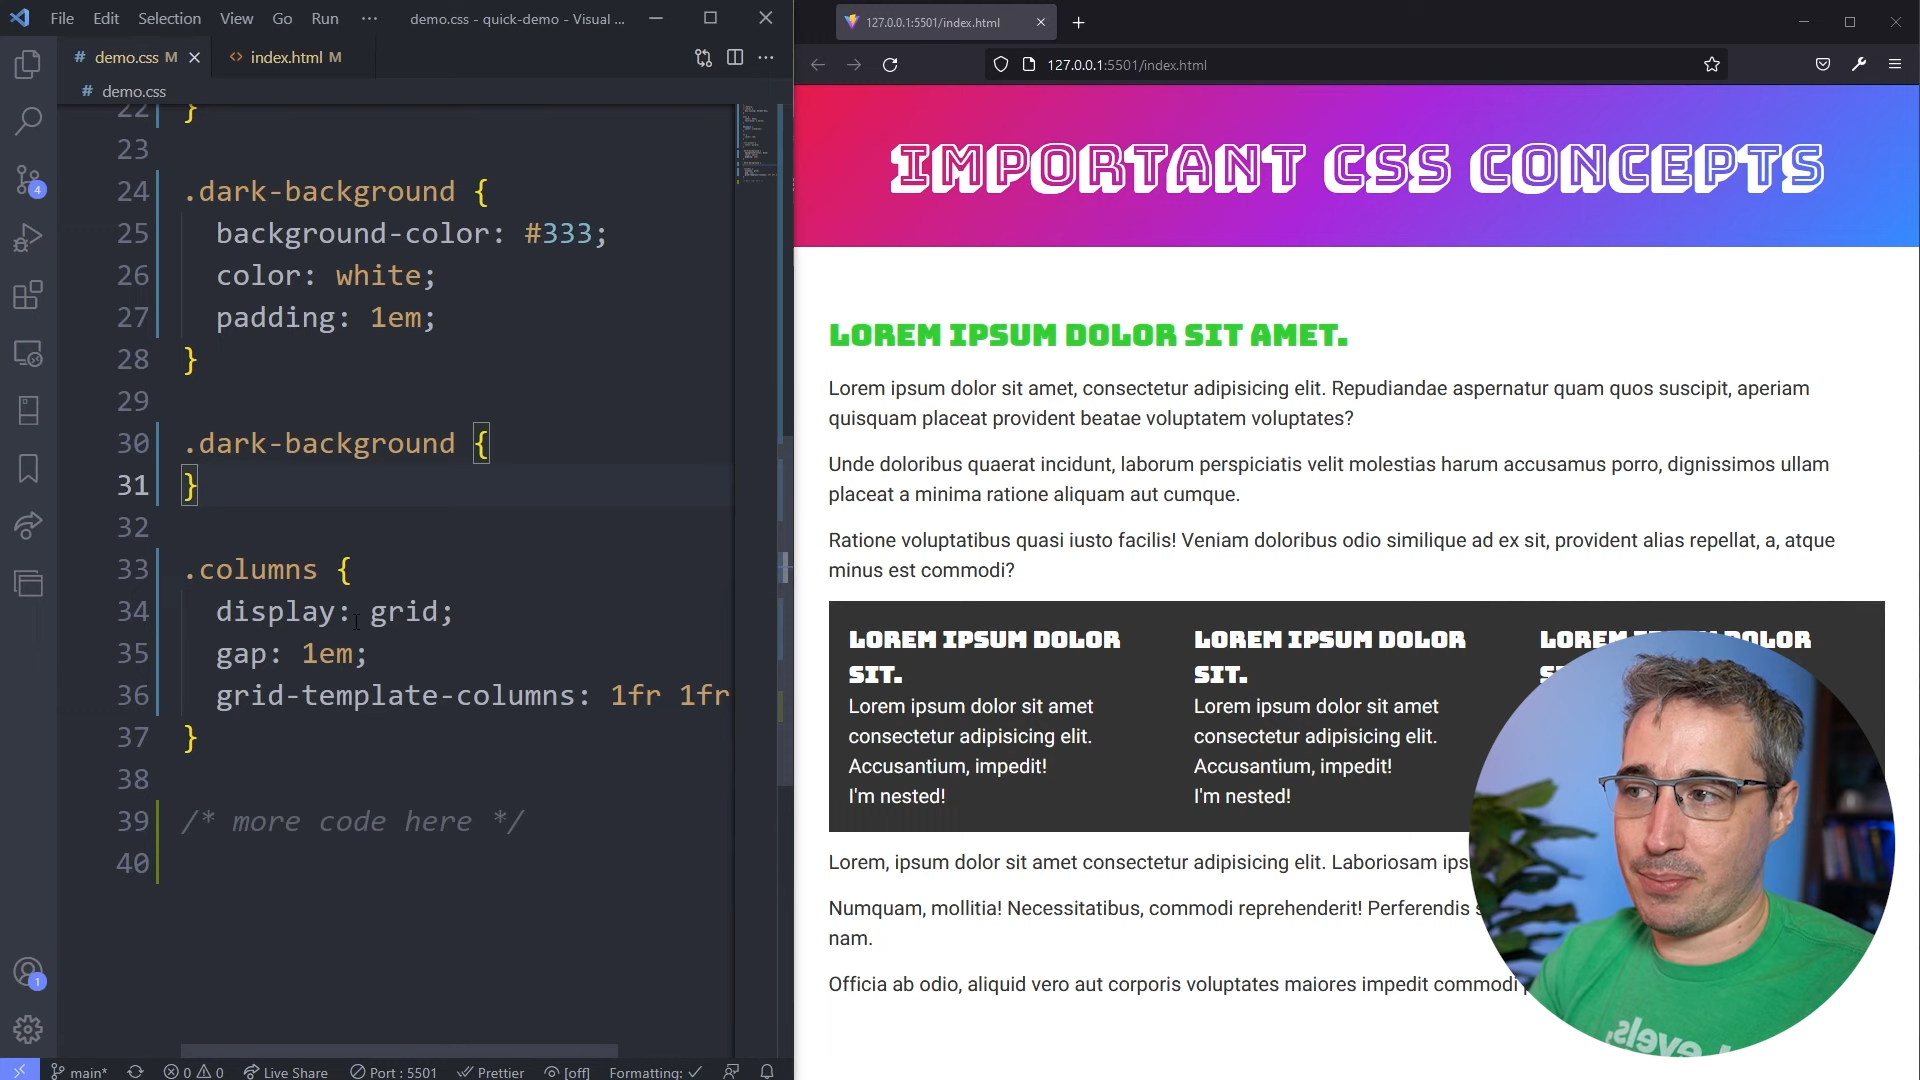 File Edit Selection View Go Run ··· demo.css - quick-demo - Visual ...
# demo.css M <> index.html M
# demo.css
22 }
23
24 .dark-background {
25 background-color: #333;
26 color: white;
27 padding: 1em;
28 }
29
30 .dark-background {
31 }
32
33 .columns {
34 display: grid;
35 gap: 1em;
36 grid-template-columns: 1fr 1fr
37 }
38
39 /* more code here */
40
4
1
main* 0 0 Live Share Port : 5501 Prettier [off] Formatting:
127.0.0.1:5501/index.html
127.0.0.1:5501/index.html
IMPORTANT CSS CONCEPTS
LOREM IPSUM DOLOR SIT AMET.
Lorem ipsum dolor sit amet, consectetur adipisicing elit. Repudiandae aspernatur quam quos suscipit, aperiam
quisquam placeat provident beatae voluptatem voluptates?
Unde doloribus quaerat incidunt, laborum perspiciatis velit molestias harum accusamus porro, dignissimos ullam
placeat a minima ratione aliquam aut cumque.
Ratione voluptatibus quasi iusto facilis! Veniam doloribus odio similique ad ex sit, provident alias repellat, a, atque
minus est commodi?
LOREM IPSUM DOLOR
SIT.
Lorem ipsum dolor sit amet
consectetur adipisicing elit.
Accusantium, impedit!
I'm nested!
LOREM IPSUM DOLOR
SIT.
Lorem ipsum dolor sit amet
consectetur adipisicing elit.
Accusantium, impedit!
I'm nested!
LOREM IPSUM DOLOR
SIT.
Lorem, ipsum dolor sit amet consectetur adipisicing elit. Laboriosam ips
Numquam, mollitia! Necessitatibus, commodi reprehenderit! Perferendis
nam.
Officia ab odio, aliquid vero aut corporis voluptates maiores impedit commodi